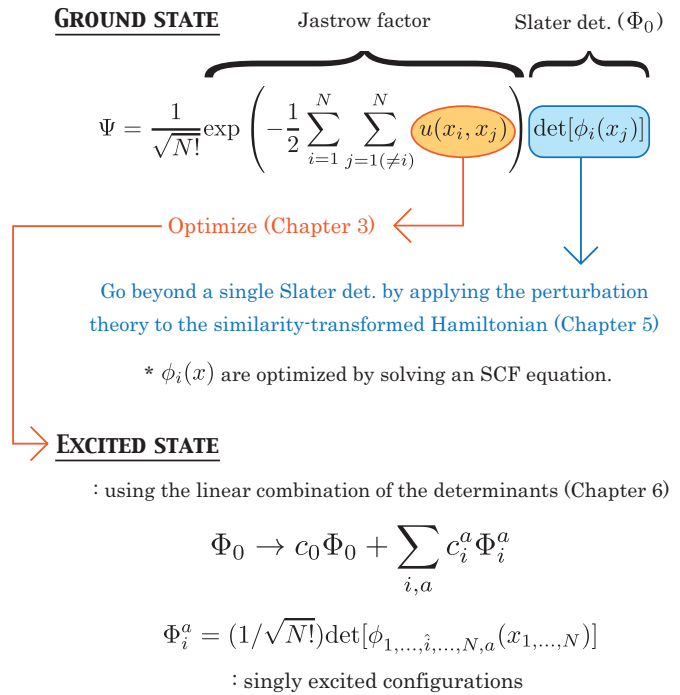 GROUND STATE
Jastrow factor
Slater det. (Φ₀)
Ψ = 1/√N! exp ( −1/2 ∑_{i=1}^{N} ∑_{j=1(≠i)}^{N} u(x_i, x_j) ) det[ϕ_i(x_j)]
Optimize (Chapter 3)
Go beyond a single Slater det. by applying the perturbation
theory to the similarity-transformed Hamiltonian (Chapter 5)
* ϕ_i(x) are optimized by solving an SCF equation.
EXCITED STATE
: using the linear combination of the determinants (Chapter 6)
Φ₀ → c₀Φ₀ + ∑_{i,a} c_i^a Φ_i^a
Φ_i^a = (1/√N!)det[ϕ_{1,...,î,...,N,a}(x_{1,...,N})]
: singly excited configurations